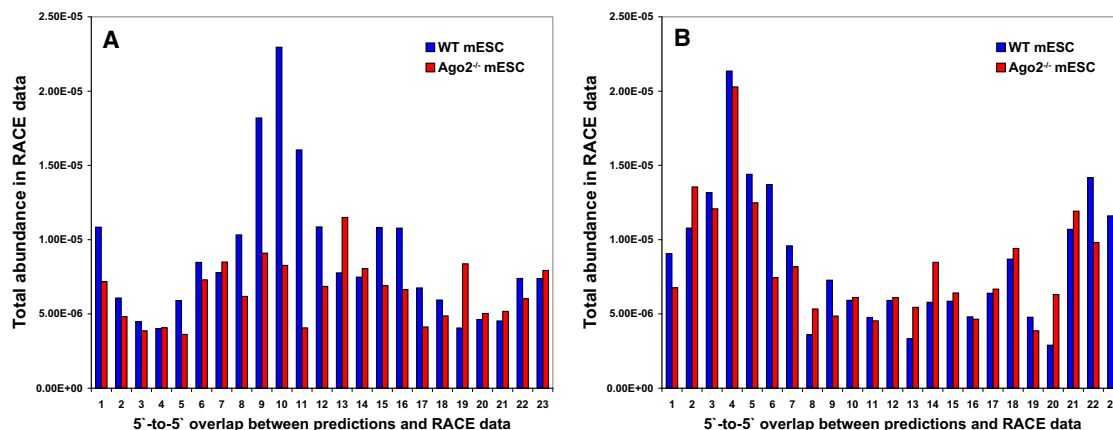 A
WT mESC
Ago2-/- mESC
Total abundance in RACE data
2.50E-05
2.00E-05
1.50E-05
1.00E-05
5.00E-06
0.00E+00
1 2 3 4 5 6 7 8 9 10 11 12 13 14 15 16 17 18 19 20 21 22 23
5`-to-5` overlap between predictions and RACE data
B
WT mESC
Ago2-/- mESC
Total abundance in RACE data
2.50E-05
2.00E-05
1.50E-05
1.00E-05
5.00E-06
0.00E+00
1 2 3 4 5 6 7 8 9 10 11 12 13 14 15 16 17 18 19 20 21 22 2
5`-to-5` overlap between predictions and RACE data